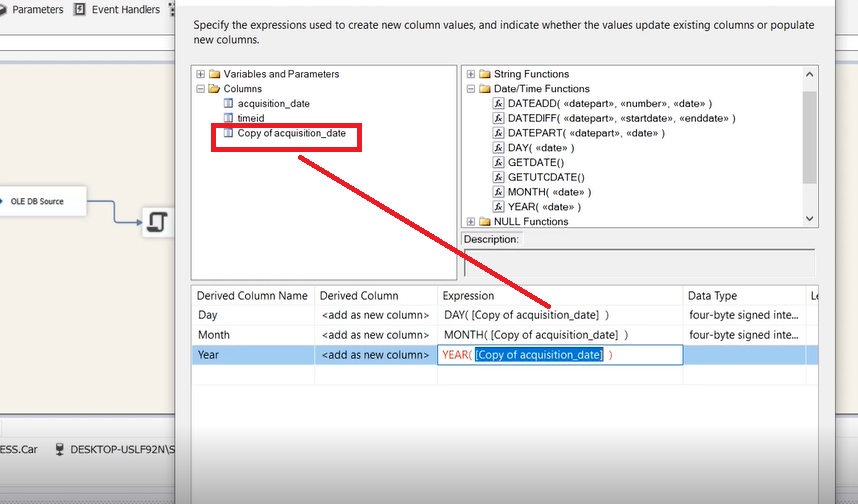 Parameters
Event Handlers
Specify the expressions used to create new column values, and indicate whether the values update existing columns or populate
new columns.
Variables and Parameters
Columns
acquisition_date
timeid
Copy of acquisition_date
String Functions
Date/Time Functions
DATEADD( «datepart», «number», «date» )
DATEDIFF( «datepart», «startdate», «enddate» )
DATEPART( «datepart», «date» )
DAY( «date» )
GETDATE()
GETUTCDATE()
MONTH( «date» )
YEAR( «date» )
NULL Functions
Description:
OLE DB Source
Derived Column Name Derived Column Expression Data Type Le
Day <add as new column> DAY( [Copy of acquisition_date] ) four-byte signed inte...
Month <add as new column> MONTH( [Copy of acquisition_date] ) four-byte signed inte...
Year <add as new column> YEAR( [Copy of acquisition_date] )
ESS.Car DESKTOP-USLF92N\S